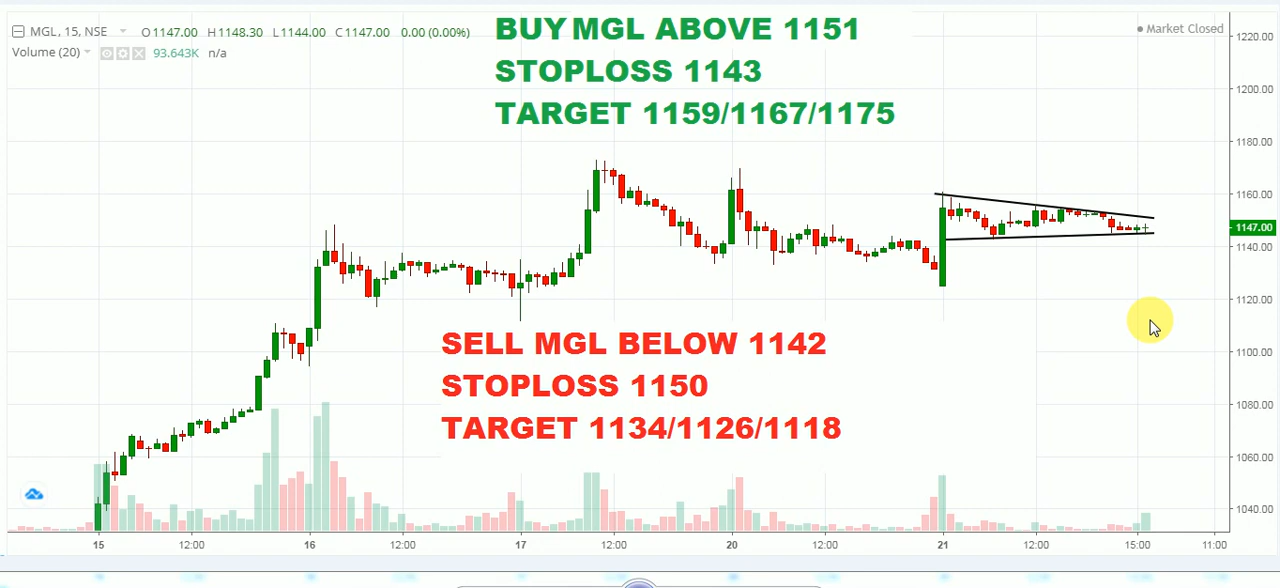 MGL, 15, NSE O1147.00 H1148.30 L1144.00 C1147.00 0.00 (0.00%)
Volume (20) 93.643K n/a
BUY MGL ABOVE 1151
STOPLOSS 1143
TARGET 1159/1167/1175
Market Closed
1220.00
1200.00
1180.00
1160.00
1147.00
1140.00
1120.00
1100.00
1080.00
1060.00
1040.00
SELL MGL BELOW 1142
STOPLOSS 1150
TARGET 1134/1126/1118
15 12:00 16 12:00 17 12:00 20 12:00 21 12:00 15:00 11:00